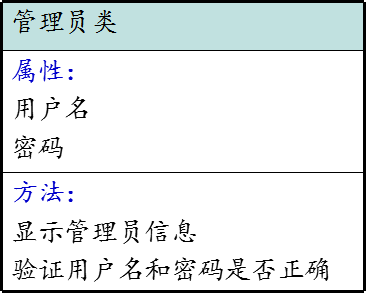 管理员类
属性：
用户名
密码
方法：
显示管理员信息
验证用户名和密码是否正确